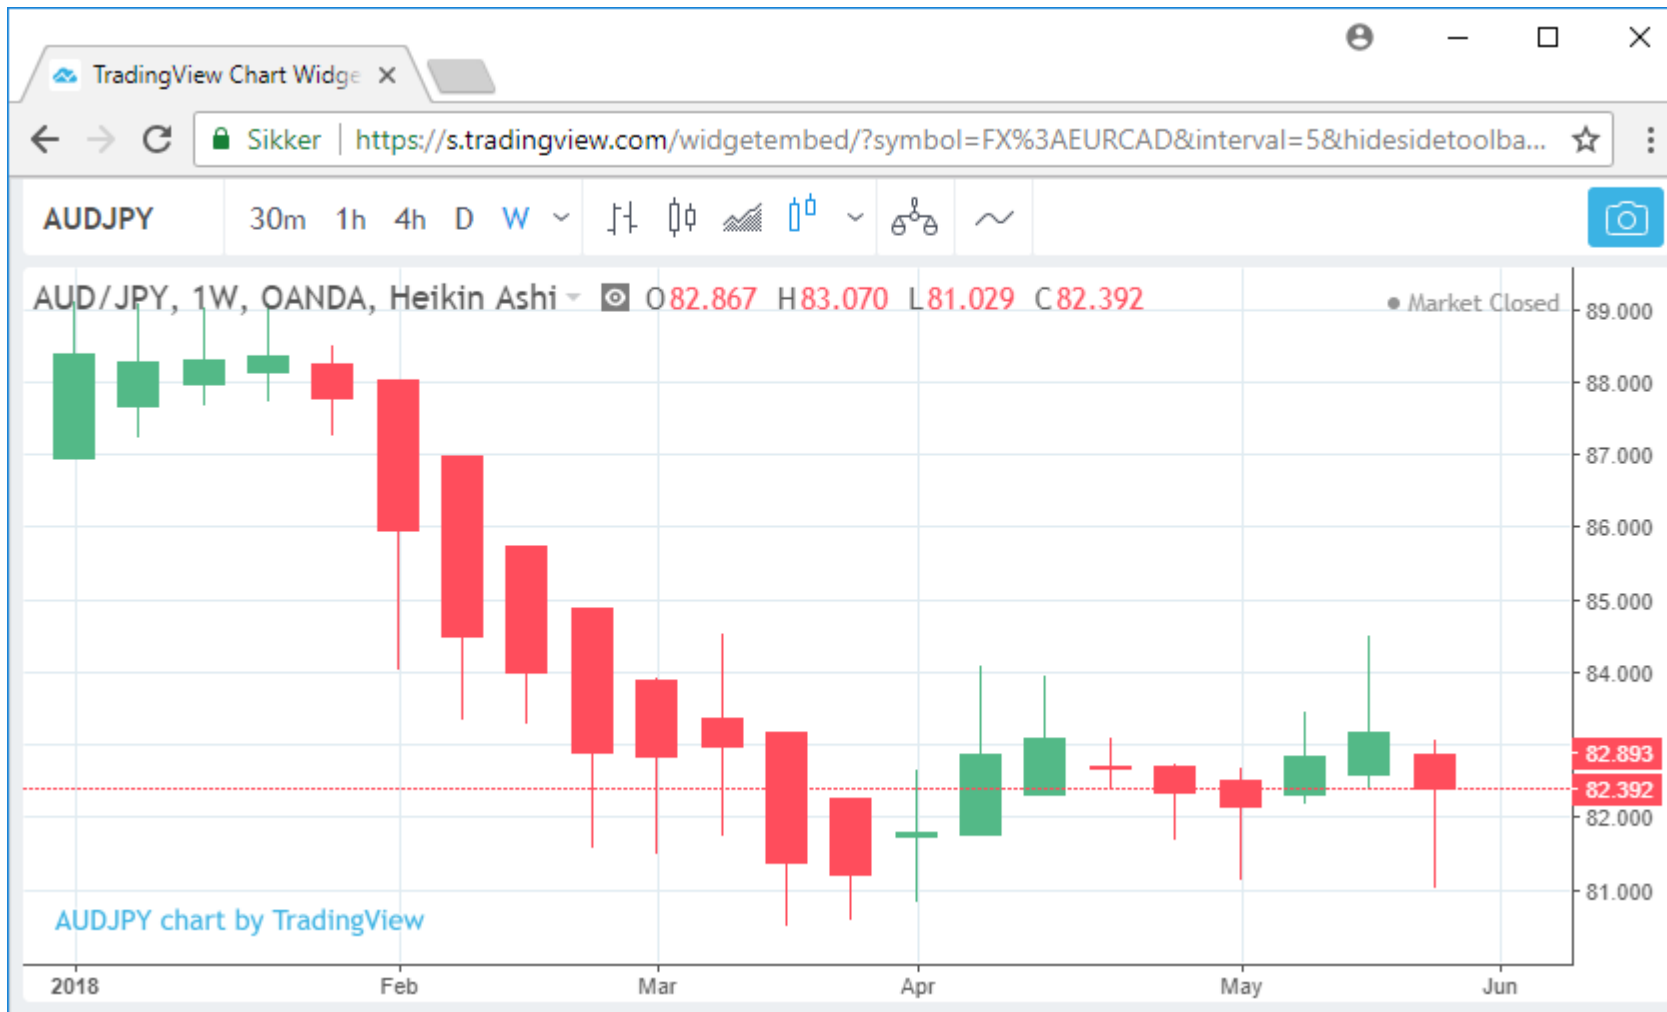 TradingView Chart Widge
Sikker https://s.tradingview.com/widgetembed/?symbol=FX%3AEURCAD&interval=5&hidesidetoolba...
AUDJPY 30m 1h 4h D W
AUD/JPY, 1W, OANDA, Heikin Ashi O82.867 H83.070 L81.029 C82.392 Market Closed
89.000
88.000
87.000
86.000
85.000
84.000
82.893
82.392
82.000
81.000
AUDJPY chart by TradingView
2018 Feb Mar Apr May Jun